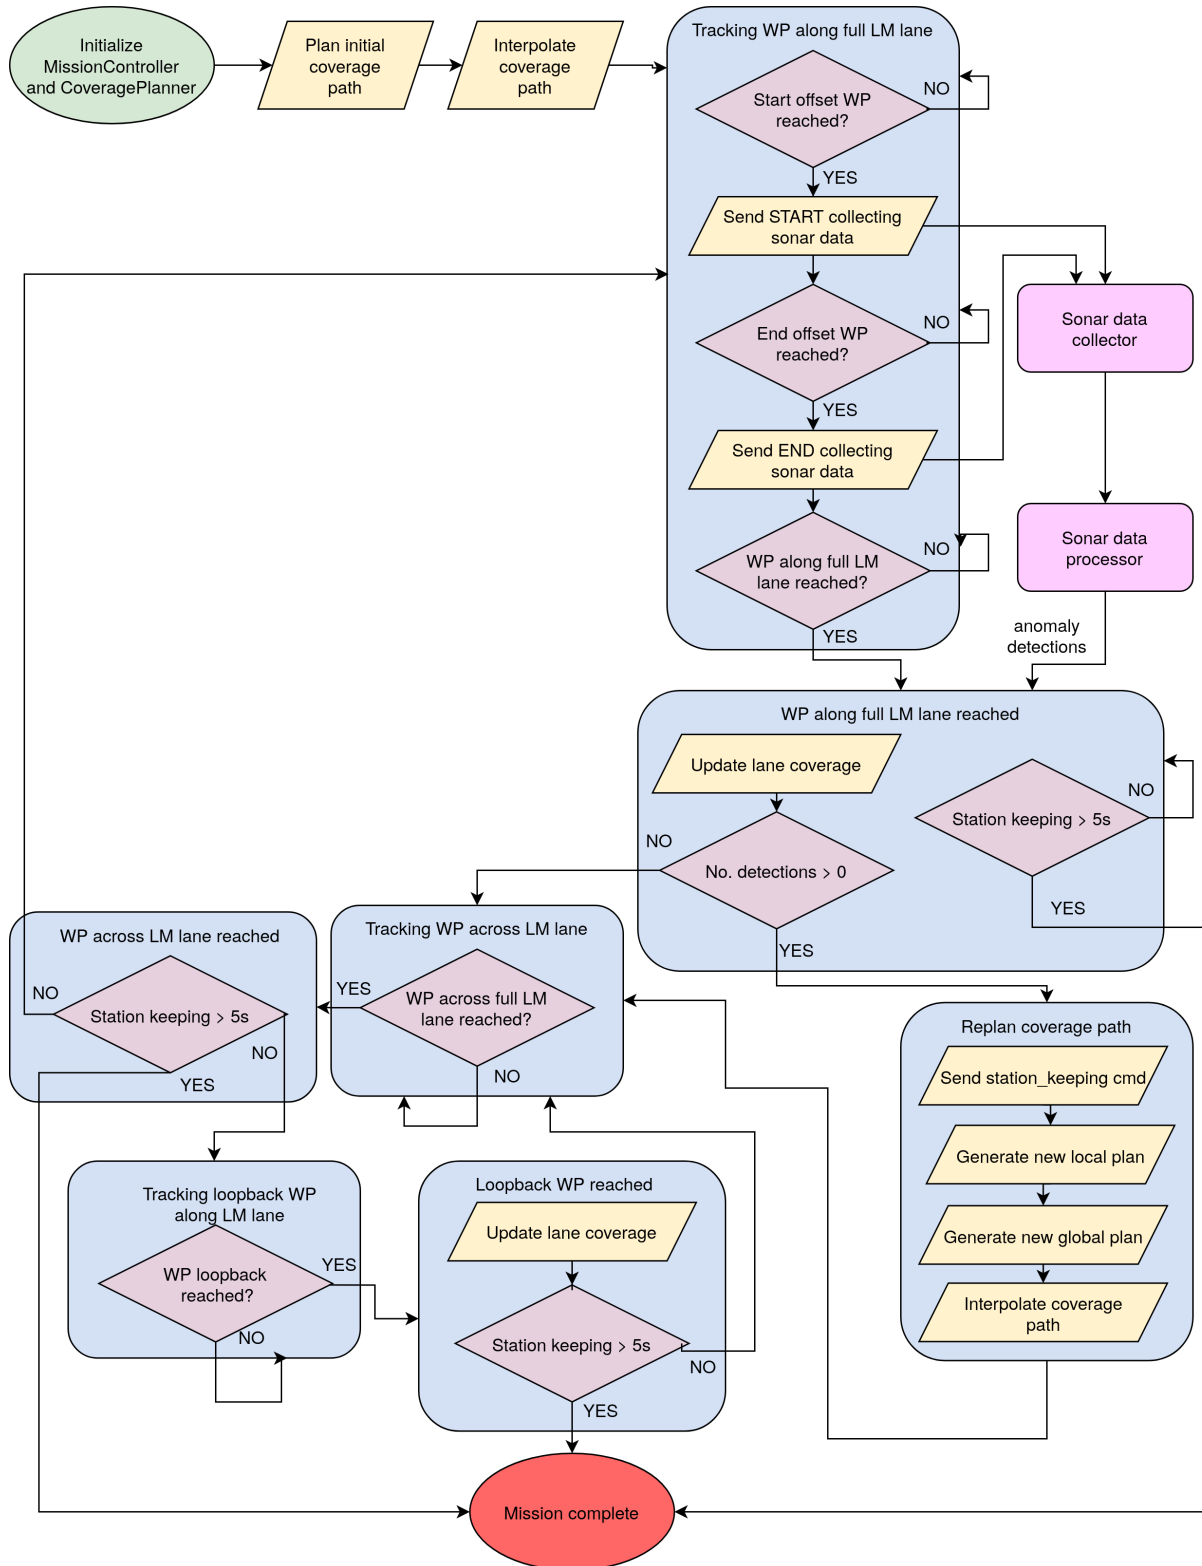 Initialize
MissionController
and CoveragePlanner
Plan initial
coverage
path
Interpolate
coverage
path
Tracking WP along full LM lane
Start offset WP
reached?
NO
YES
Send START collecting
sonar data
End offset WP
reached?
NO
YES
Send END collecting
sonar data
WP along full LM
lane reached?
NO
YES
Sonar data
collector
Sonar data
processor
anomaly
detections
WP along full LM lane reached
Update lane coverage
No. detections > 0
NO
YES
Station keeping > 5s
NO
YES
WP across LM lane reached
Station keeping > 5s
NO
NO
YES
Tracking WP across LM lane
WP across full LM
lane reached?
YES
NO
Replan coverage path
Send station_keeping cmd
Generate new local plan
Generate new global plan
Interpolate coverage
path
Tracking loopback WP
along LM lane
WP loopback
reached?
YES
NO
Loopback WP reached
Update lane coverage
Station keeping > 5s
NO
YES
Mission complete